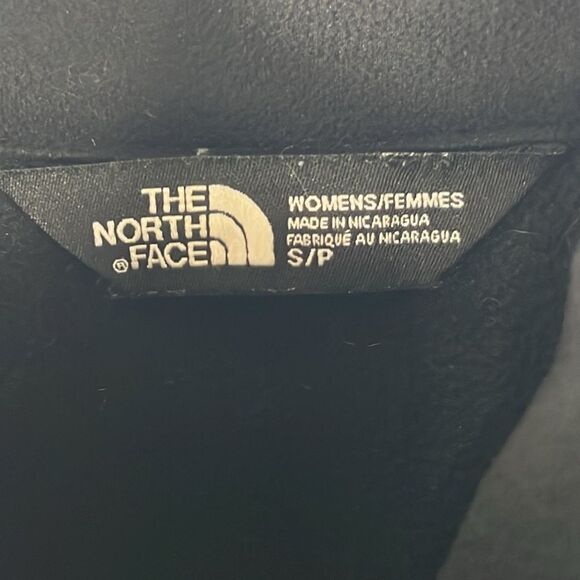 THE
NORTH
®FACE
WOMENS/FEMMES
MADE IN NICARAGUA
FABRIQUÉ AU NICARAGUA
S/P